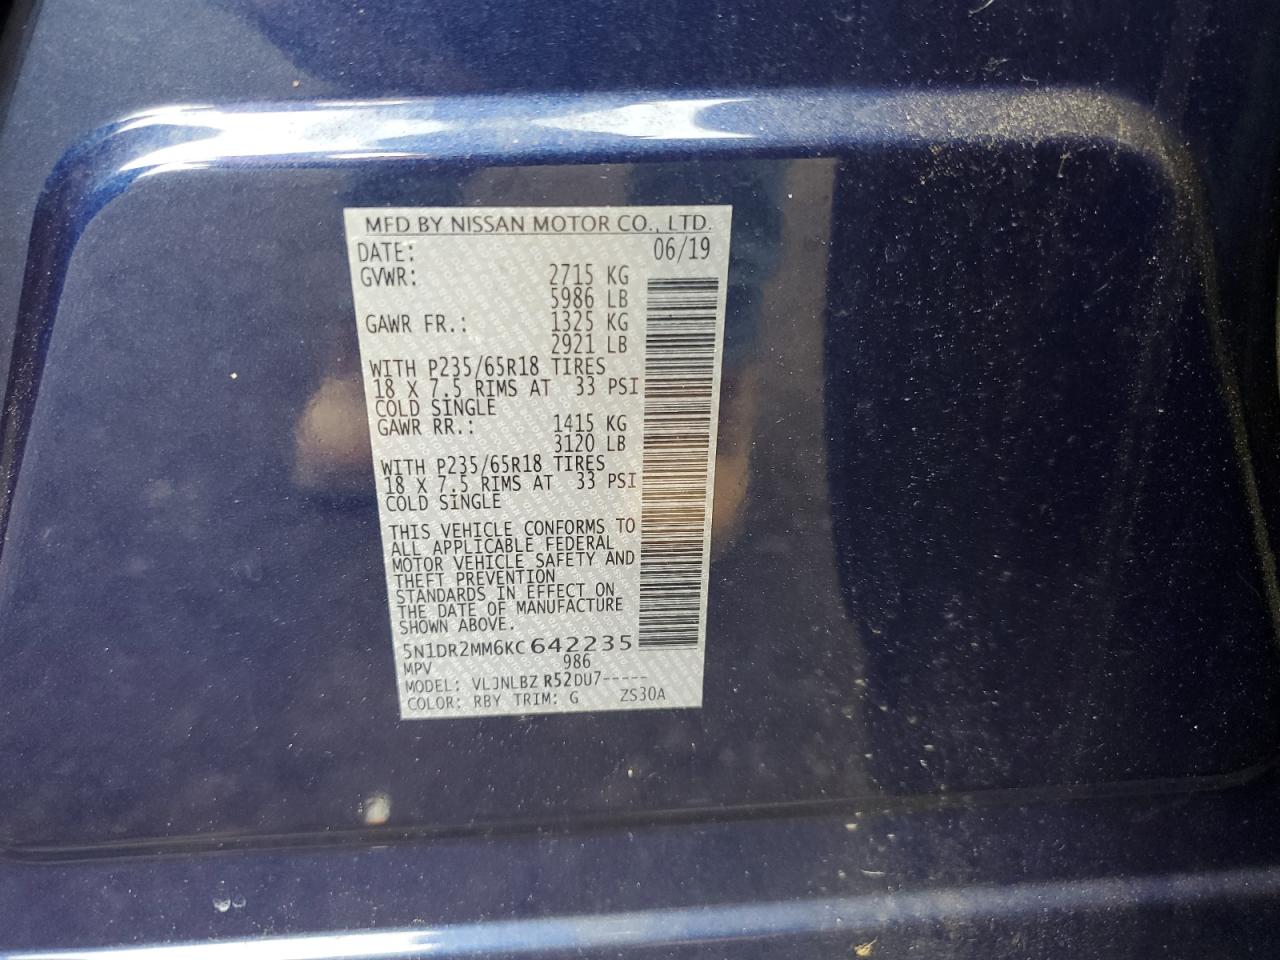 MFD BY NISSAN MOTOR CO., LTD.
DATE: 06/19
GVWR: 2715 KG
5986 LB
GAWR FR.: 1325 KG
2921 LB
WITH P235/65R18 TIRES
18 X 7.5 RIMS AT 33 PSI
COLD SINGLE
GAWR RR.: 1415 KG
3120 LB
WITH P235/65R18 TIRES
18 X 7.5 RIMS AT 33 PSI
COLD SINGLE
THIS VEHICLE CONFORMS TO
ALL APPLICABLE FEDERAL
MOTOR VEHICLE SAFETY AND
THEFT PREVENTION
STANDARDS IN EFFECT ON
THE DATE OF MANUFACTURE
SHOWN ABOVE.
5N1DR2MM6KC642235
MPV 986
MODEL: VLJNLBZ R52DU7-----
COLOR: RBY TRIM: G ZS30A